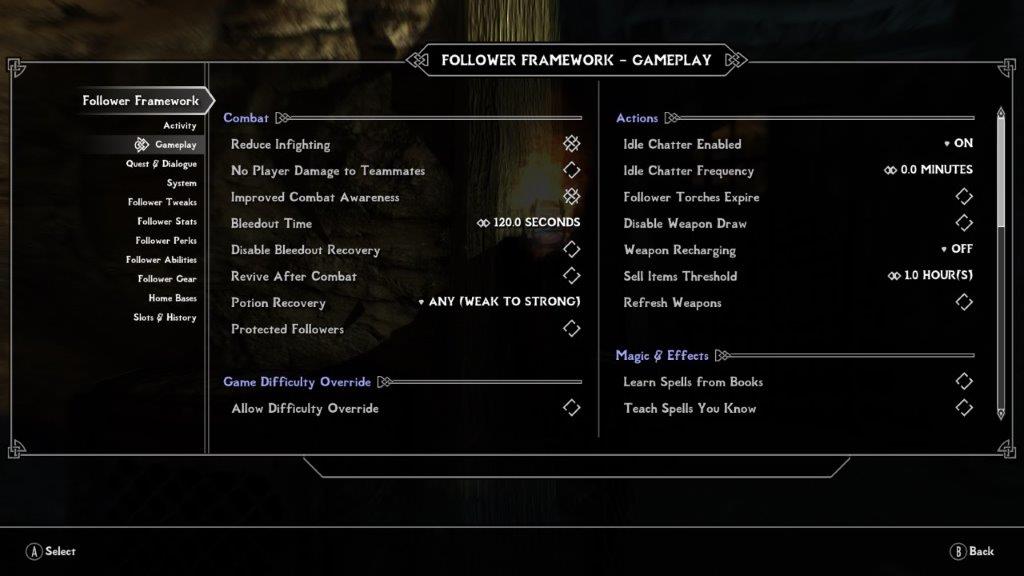 FOLLOWER FRAMEWORK - GAMEPLAY
Follower Framework
Activity
Gameplay
Quest & Dialogue
System
Follower Tweaks
Follower Stats
Follower Perks
Follower Abilities
Follower Gear
Home Bases
Slots & History
Combat
Reduce Infighting
No Player Damage to Teammates
Improved Combat Awareness
Bleedout Time 120.0 SECONDS
Disable Bleedout Recovery
Revive After Combat
Potion Recovery ANY (WEAK TO STRONG)
Protected Followers
Game Difficulty Override
Allow Difficulty Override
Actions
Idle Chatter Enabled ON
Idle Chatter Frequency 0.0 MINUTES
Follower Torches Expire
Disable Weapon Draw
Weapon Recharging OFF
Sell Items Threshold 1.0 HOUR(S)
Refresh Weapons
Magic & Effects
Learn Spells from Books
Teach Spells You Know
A Select
B Back